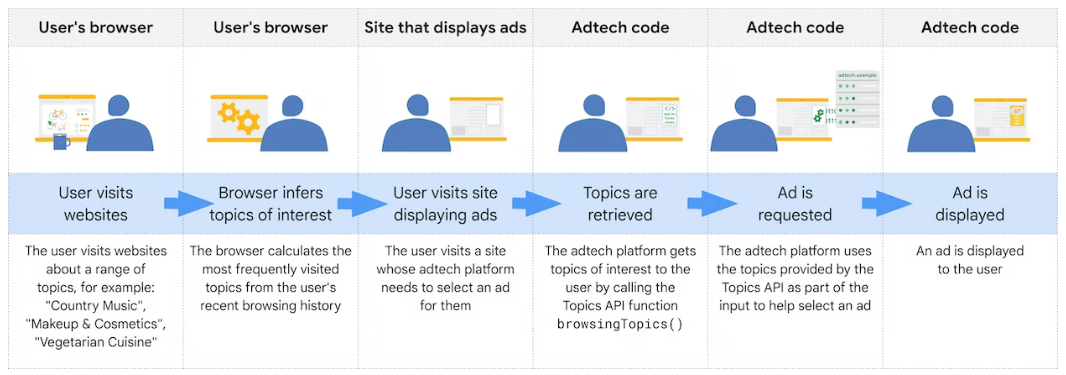 User's browser
User's browser
Site that displays ads
Adtech code
Adtech code
Adtech code
adtech.example
User visits
websites
Browser infers
topics of interest
User visits site
displaying ads
Topics are
retrieved
Ad is
requested
Ad is
displayed
The user visits websites
about a range of
topics, for example:
"Country Music",
"Makeup & Cosmetics",
"Vegetarian Cuisine"
The browser calculates the
most frequently visited
topics from the user's
recent browsing history
The user visits a site
whose adtech platform
needs to select an ad
for them
The adtech platform gets
topics of interest to the
user by calling the
Topics API function
browsingTopics()
The adtech platform uses
the topics provided by the
Topics API as part of the
input to help select an ad
An ad is displayed
to the user